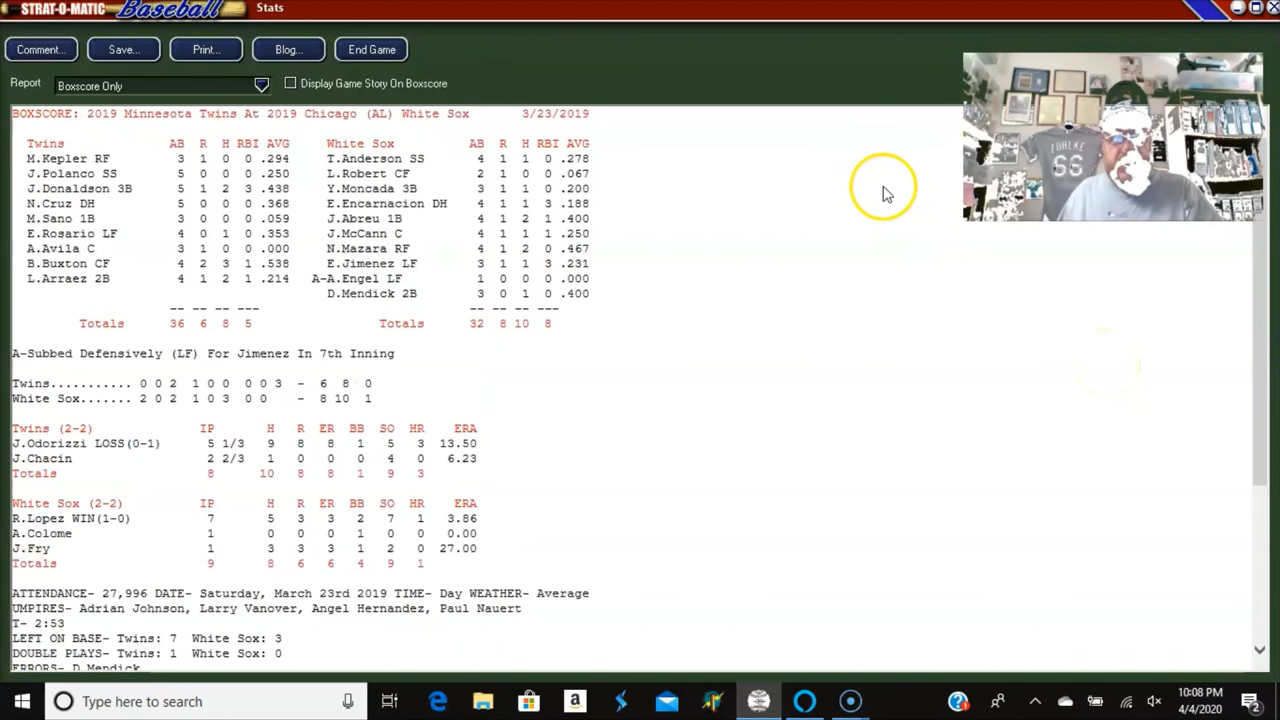 STRAT-O-MATIC Baseball Stats
Comment... Save... Print... Blog... End Game
Report Boxscore Only Display Game Story On Boxscore
BOXSCORE: 2019 Minnesota Twins At 2019 Chicago (AL) White Sox 3/23/2019
Twins AB R H RBI AVG White Sox AB R H RBI AVG
M.Kepler RF 3 1 0 0 .294 T.Anderson SS 4 1 1 0 .278
J.Polanco SS 5 0 0 0 .250 L.Robert CF 2 1 0 0 .067
J.Donaldson 3B 5 1 2 3 .438 Y.Moncada 3B 3 1 1 0 .200
N.Cruz DH 5 0 0 0 .368 E.Encarnacion DH 4 1 1 3 .188
M.Sano 1B 3 0 0 0 .059 J.Abreu 1B 4 1 2 1 .400
E.Rosario LF 4 0 1 0 .353 J.McCann C 4 1 1 1 .250
A.Avila C 3 1 0 0 .000 N.Mazara RF 4 1 2 0 .467
B.Buxton CF 4 2 3 1 .538 E.Jimenez LF 3 1 1 3 .231
L.Arraez 2B 4 1 2 1 .214 A-A.Engel LF 1 0 0 0 .000
D.Mendick 2B 3 0 1 0 .400
-- -- -- --- -- -- -- ---
Totals 36 6 8 5 Totals 32 8 10 8
A-Subbed Defensively (LF) For Jimenez In 7th Inning
Twins........... 0 0 2 1 0 0 0 0 3 - 6 8 0
White Sox....... 2 0 2 1 0 3 0 0 - 8 10 1
Twins (2-2) IP H R ER BB SO HR ERA
J.Odorizzi LOSS(0-1) 5 1/3 9 8 8 1 5 3 13.50
J.Chacin 2 2/3 1 0 0 0 4 0 6.23
Totals 8 10 8 8 1 9 3
White Sox (2-2) IP H R ER BB SO HR ERA
R.Lopez WIN(1-0) 7 5 3 3 2 7 1 3.86
A.Colome 1 0 0 0 1 0 0 0.00
J.Fry 1 3 3 3 1 2 0 27.00
Totals 9 8 6 6 4 9 1
ATTENDANCE- 27,996 DATE- Saturday, March 23rd 2019 TIME- Day WEATHER- Average
UMPIRES- Adrian Johnson, Larry Vanover, Angel Hernandez, Paul Nauert
T- 2:53
LEFT ON BASE- Twins: 7 White Sox: 3
DOUBLE PLAYS- Twins: 1 White Sox: 0
ERRORS- D.Mendick
66
Type here to search
10:08 PM
4/4/2020
2